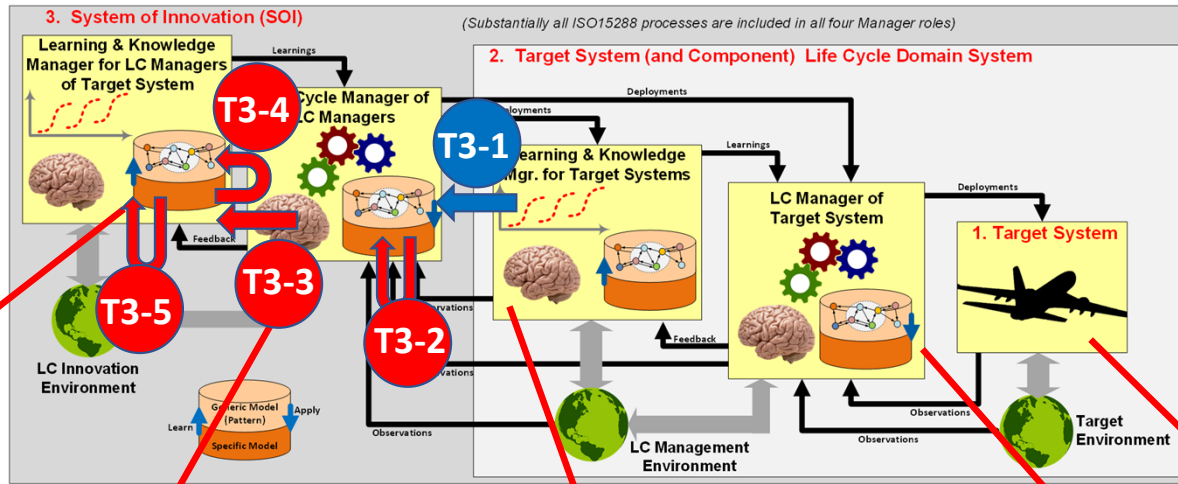 3. System of Innovation (SOI)
(Substantially all ISO15288 processes are included in all four Manager roles)
Learning & Knowledge
Manager for LC Managers
of Target System
Learnings
2. Target System (and Component) Life Cycle Domain System
Cycle Manager of
LC Managers
Deployments
T3-4
T3-1
Learning & Knowledge
Mgr. for Target Systems
Learnings
LC Manager of
Target System
Deployments
1. Target System
Feedback
T3-3
T3-5
T3-2
Feedback
LC Innovation
Environment
Generic Model
(Pattern)
Apply
Learn
Specific Model
Observations
LC Management
Environment
Observations
Observations
Target
Environment